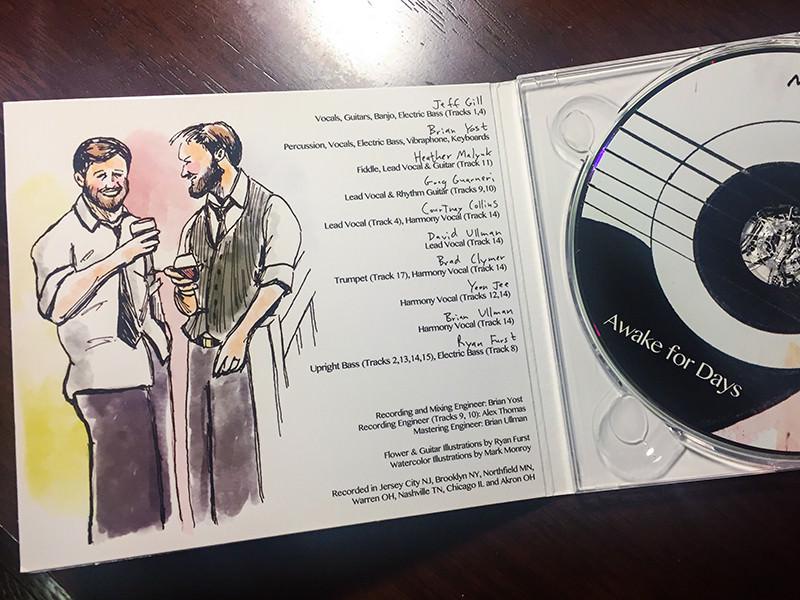 Jeff Gill
Vocals, Guitars, Banjo, Electric Bass (Tracks 1,4)
Brian Yost
Percussion, Vocals, Electric Bass, Vibraphone, Keyboards
Heather Malyuk
Fiddle, Lead Vocal & Guitar (Track 11)
Greg Guarneri
Lead Vocal & Rhythm Guitar (Tracks 9,10)
Courtney Collins
Lead Vocal (Track 4), Harmony Vocal (Track 14)
David Ullman
Lead Vocal (Track 14)
Brad Clymer
Trumpet (Track 17), Harmony Vocal (Track 14)
Yeon Jee
Harmony Vocal (Tracks 12,14)
Brian Ullman
Harmony Vocal (Track 14)
Ryan Furst
Upright Bass (Tracks 2,13,14,15), Electric Bass (Track 8)
Recording and Mixing Engineer: Brian Yost
Recording Engineer (Tracks 9, 10): Alex Thomas
Mastering Engineer: Brian Ullman
Flower & Guitar Illustrations by Ryan Furst
Watercolor Illustrations by Mark Monroy
Recorded in Jersey City NJ, Brooklyn NY, Northfield MN,
Warren OH, Nashville TN, Chicago IL and Akron OH
Awake for Days